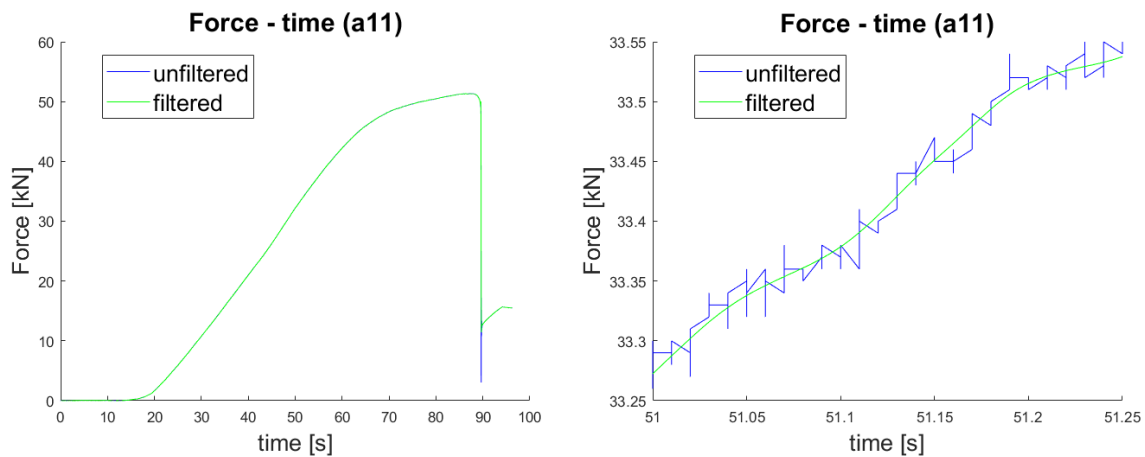 Force - time (a11)
60
50
40
30
20
10
0
Force [kN]
unfiltered
filtered
0 10 20 30 40 50 60 70 80 90 100
time [s]
Force - time (a11)
33.55
33.5
33.45
33.4
33.35
33.3
33.25
Force [kN]
unfiltered
filtered
51 51.05 51.1 51.15 51.2 51.25
time [s]